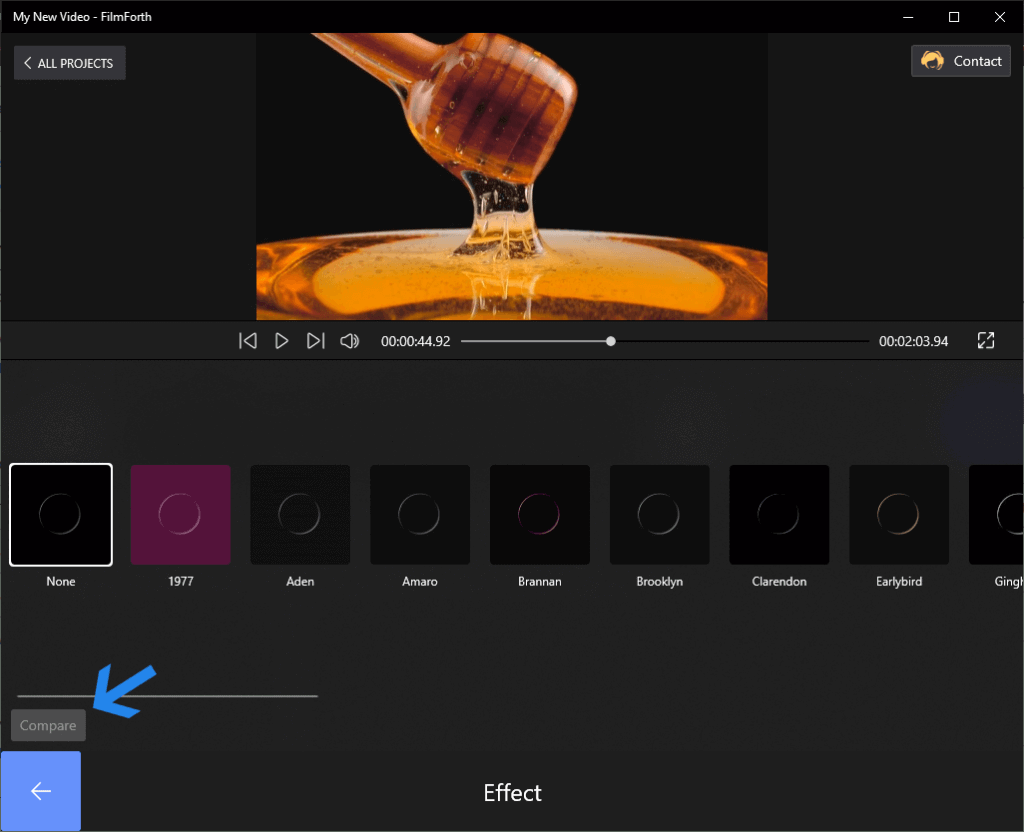 My New Video - FilmForth
ALL PROJECTS
Contact
00:00:44.92
00:02:03.94
None
1977
Aden
Amaro
Brannan
Brooklyn
Clarendon
Earlybird
Gingh
Compare
Effect